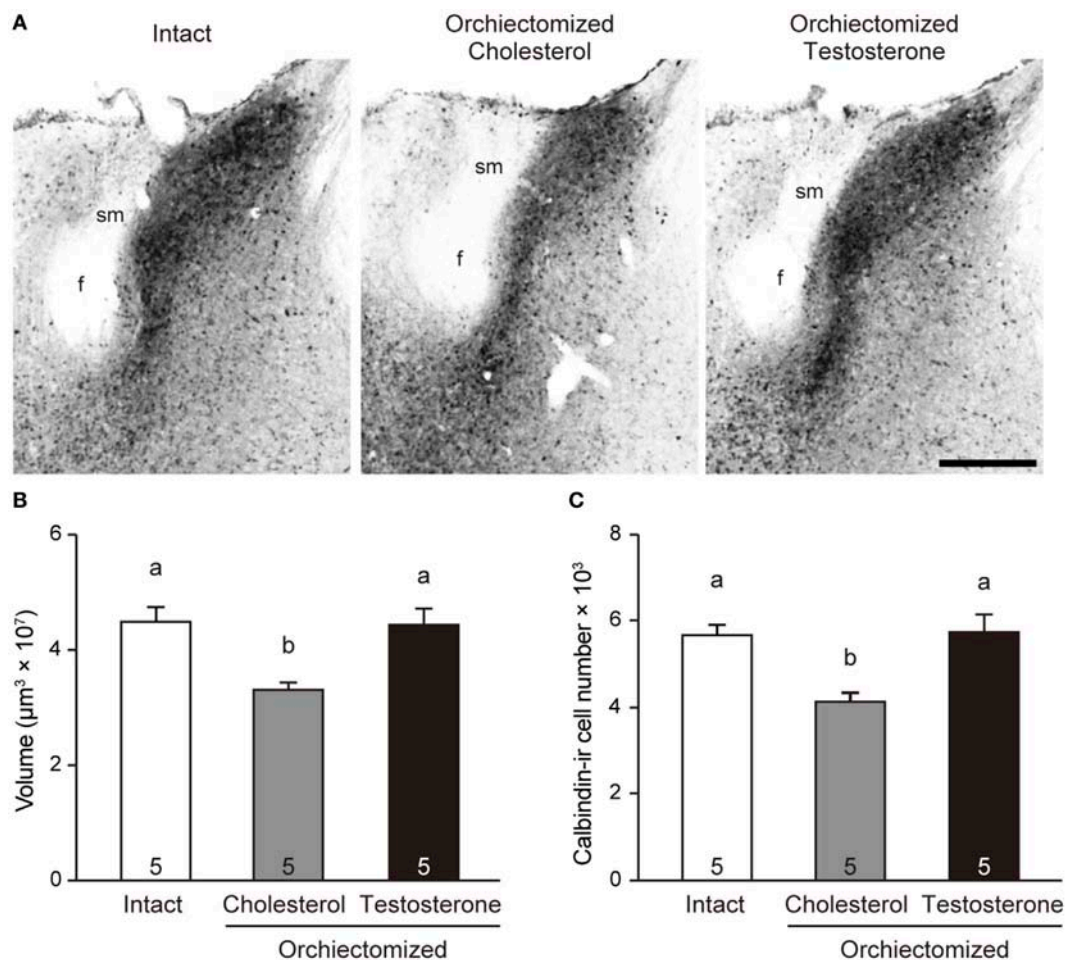 A
Intact
Orchiectomized
Cholesterol
Orchiectomized
Testosterone
sm
f
sm
f
sm
f
B
6
4
2
0
Volume (µm³ × 10⁷)
a
b
a
5
5
5
Intact
Cholesterol
Testosterone
Orchiectomized
C
8
6
4
2
0
Calbindin-ir cell number × 10³
a
b
a
5
5
5
Intact
Cholesterol
Testosterone
Orchiectomized